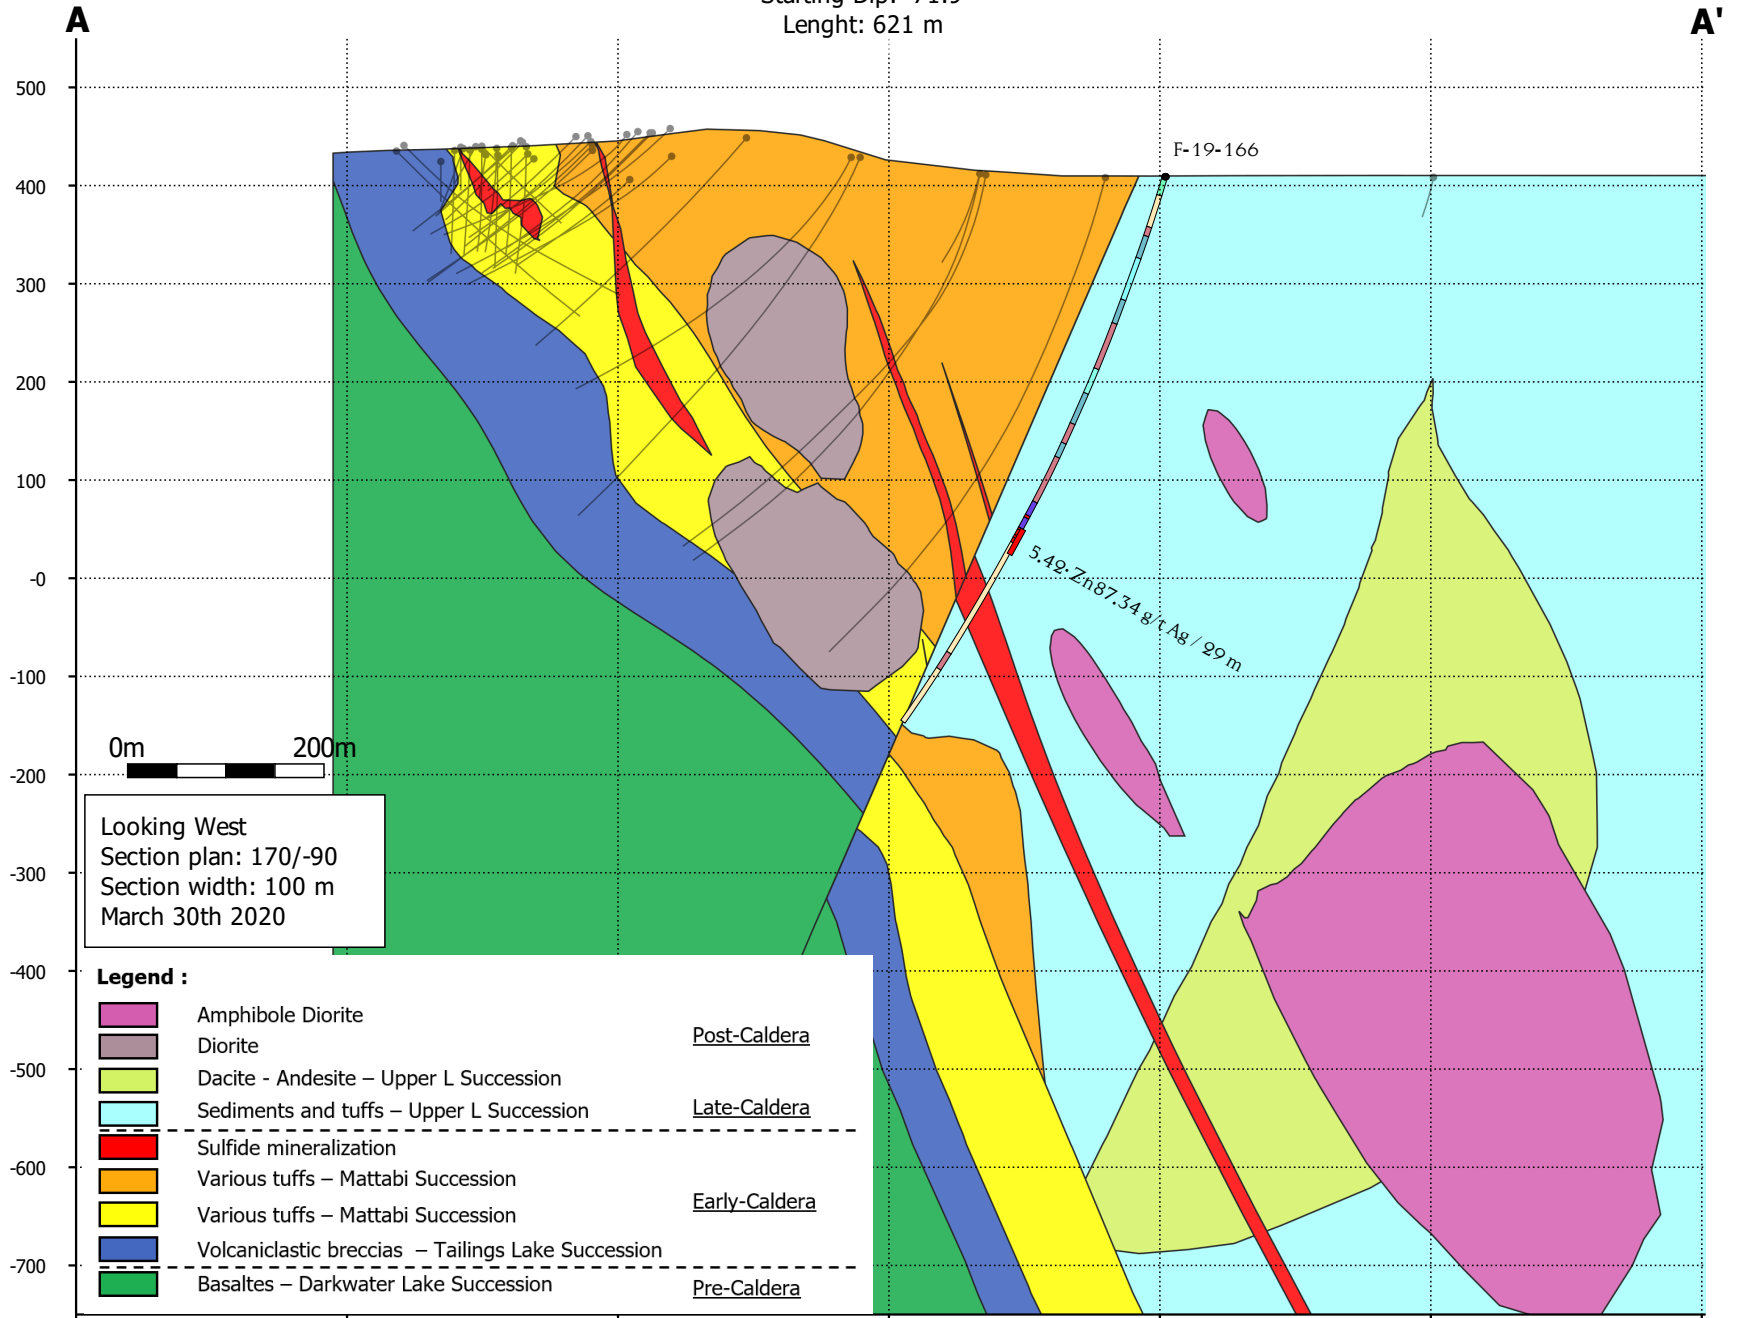 A
A'
Lenght: 621 m
500
400
300
200
100
-0
-100
-200
-300
-400
-500
-600
-700
F-19-166
5.42 Zn 87.34 g/t Ag / 29 m
0m 200m
Looking West
Section plan: 170/-90
Section width: 100 m
March 30th 2020
Legend :
Amphibole Diorite
Post-Caldera
Diorite
Dacite - Andesite – Upper L Succession
Sediments and tuffs – Upper L Succession
Late-Caldera
Sulfide mineralization
Various tuffs – Mattabi Succession
Early-Caldera
Various tuffs – Mattabi Succession
Volcaniclastic breccias – Tailings Lake Succession
Basaltes – Darkwater Lake Succession
Pre-Caldera